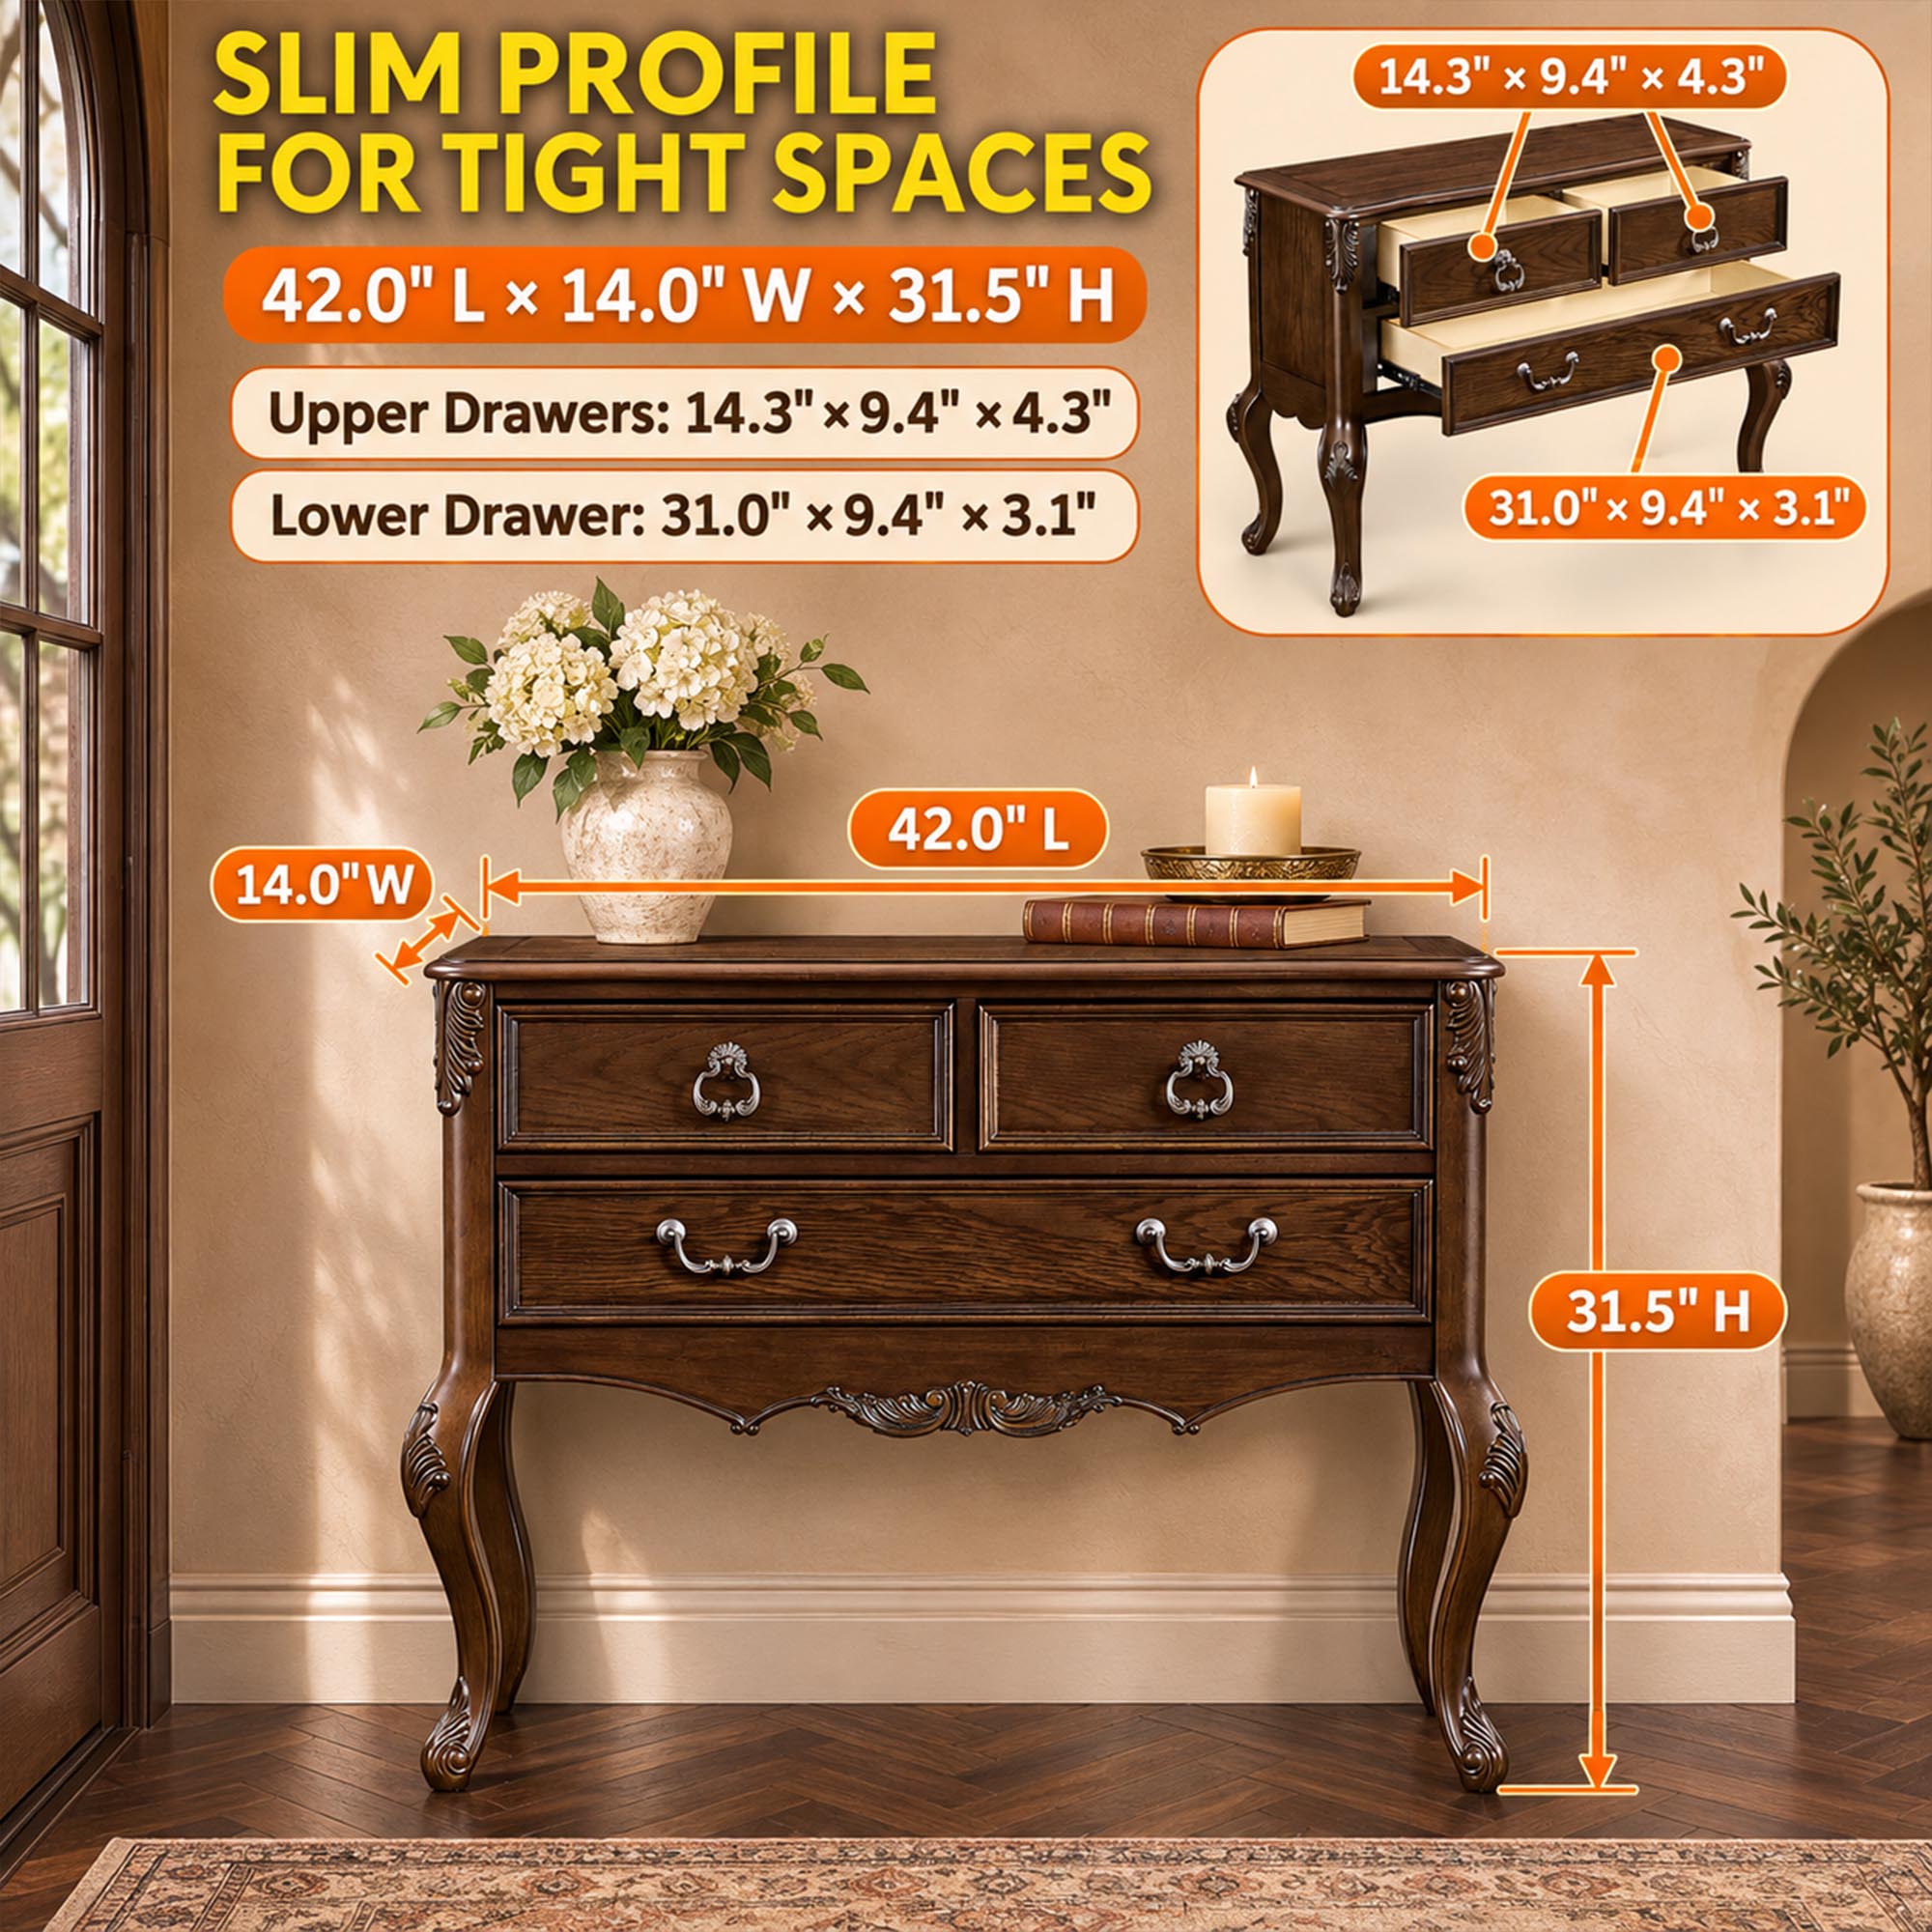 SLIM PROFILE
FOR TIGHT SPACES
42.0" L × 14.0" W × 31.5" H
Upper Drawers: 14.3" × 9.4" × 4.3"
Lower Drawer: 31.0" × 9.4" × 3.1"
14.3" × 9.4" × 4.3"
31.0" × 9.4" × 3.1"
42.0" L
14.0" W
31.5" H